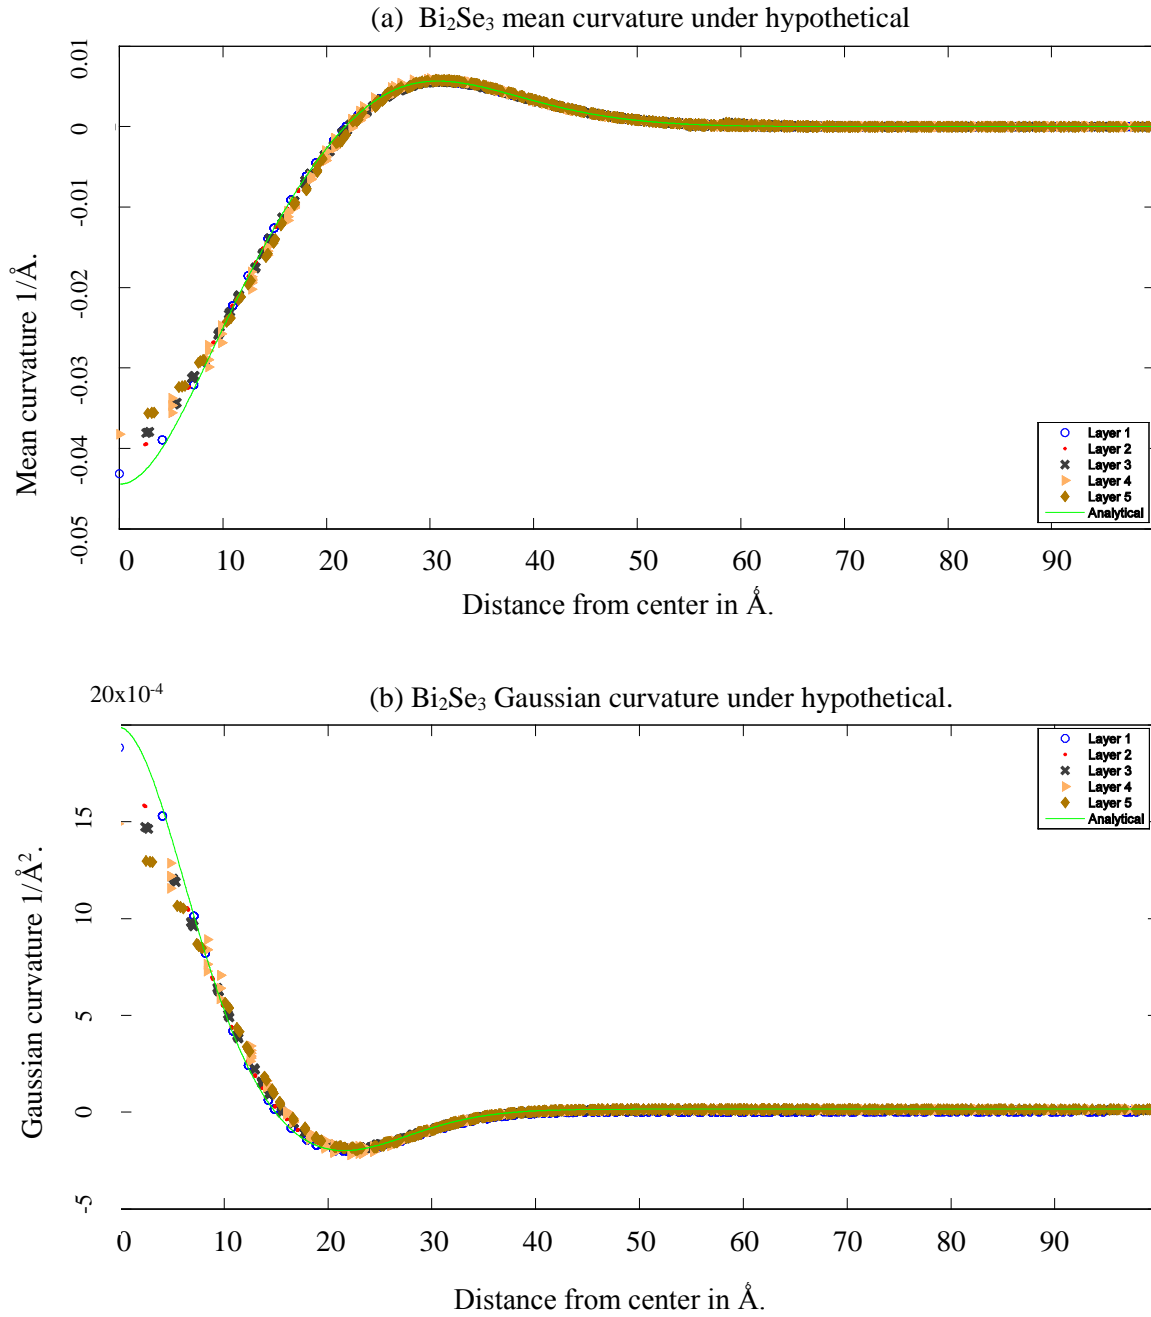 (a) Bi₂Se₃ mean curvature under hypothetical
0.01
0
-0.01
-0.02
-0.03
-0.04
-0.05
Mean curvature 1/Å.
Layer 1
Layer 2
Layer 3
Layer 4
Layer 5
Analytical
0 10 20 30 40 50 60 70 80 90
Distance from center in Å.
20x10⁻⁴
(b) Bi₂Se₃ Gaussian curvature under hypothetical.
15
10
5
0
-5
Gaussian curvature 1/Å².
Layer 1
Layer 2
Layer 3
Layer 4
Layer 5
Analytical
0 10 20 30 40 50 60 70 80 90
Distance from center in Å.